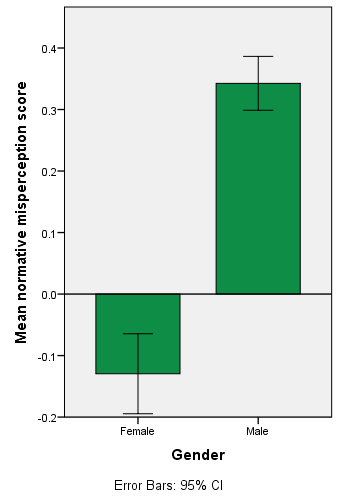 Mean normative misperception score
0.4
0.3
0.2
0.1
0.0
-0.1
-0.2
Female
Male
Gender
Error Bars: 95% CI